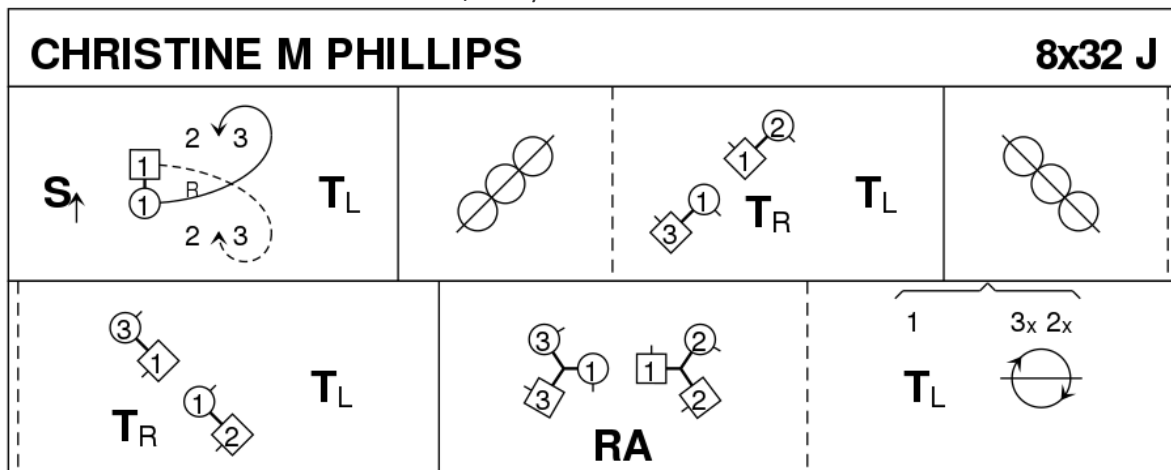 CHRISTINE M PHILLIPS 8x32 J
S 1 1 R 2 3 2 3 T L
2 1 1 3 T R T L
3 1 1 2 T R T L
3 1 3 1 2 2 RA
1 3x 2x
T L